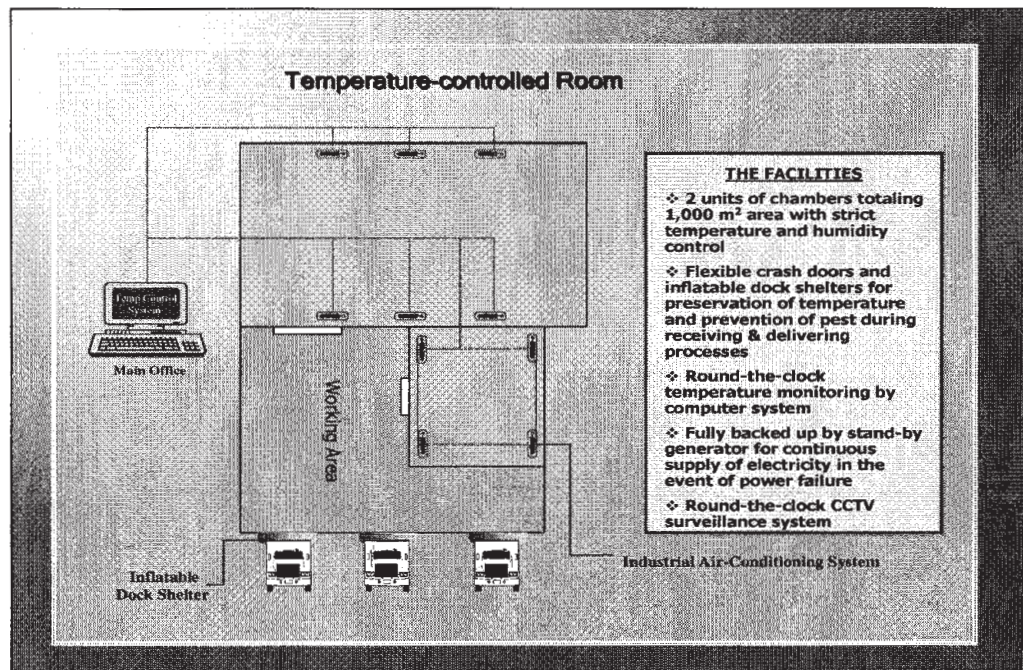 Temperature-controlled Room
THE FACILITIES
❖ 2 units of chambers totaling
1,000 m² area with strict
temperature and humidity
control
❖ Flexible crash doors and
inflatable dock shelters for
preservation of temperature
and prevention of pest during
receiving & delivering
processes
❖ Round-the-clock
temperature monitoring by
computer system
❖ Fully backed up by stand-by
generator for continuous
supply of electricity in the
event of power failure
❖ Round-the-clock CCTV
surveillance system
Temp Control
System
Main Office
Working Area
Inflatable
Dock Shelter
Industrial Air-Conditioning System